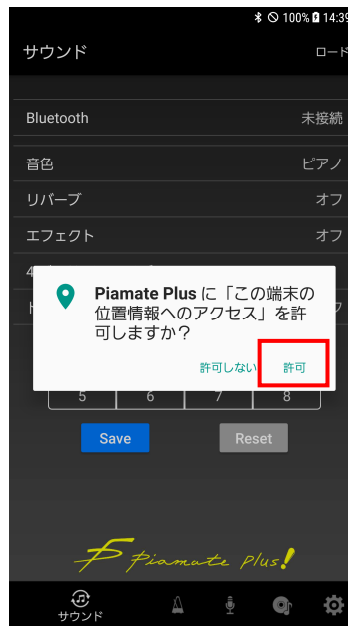 100% 14:39
サウンド ロード
Bluetooth 未接続
音色 ピアノ
リバーブ オフ
エフェクト オフ
4
Piamate Plus に「この端末の
位置情報へのアクセス」を許
可しますか？
許可しない 許可
5 6 7 8
Save Reset
Piamate Plus!
サウンド